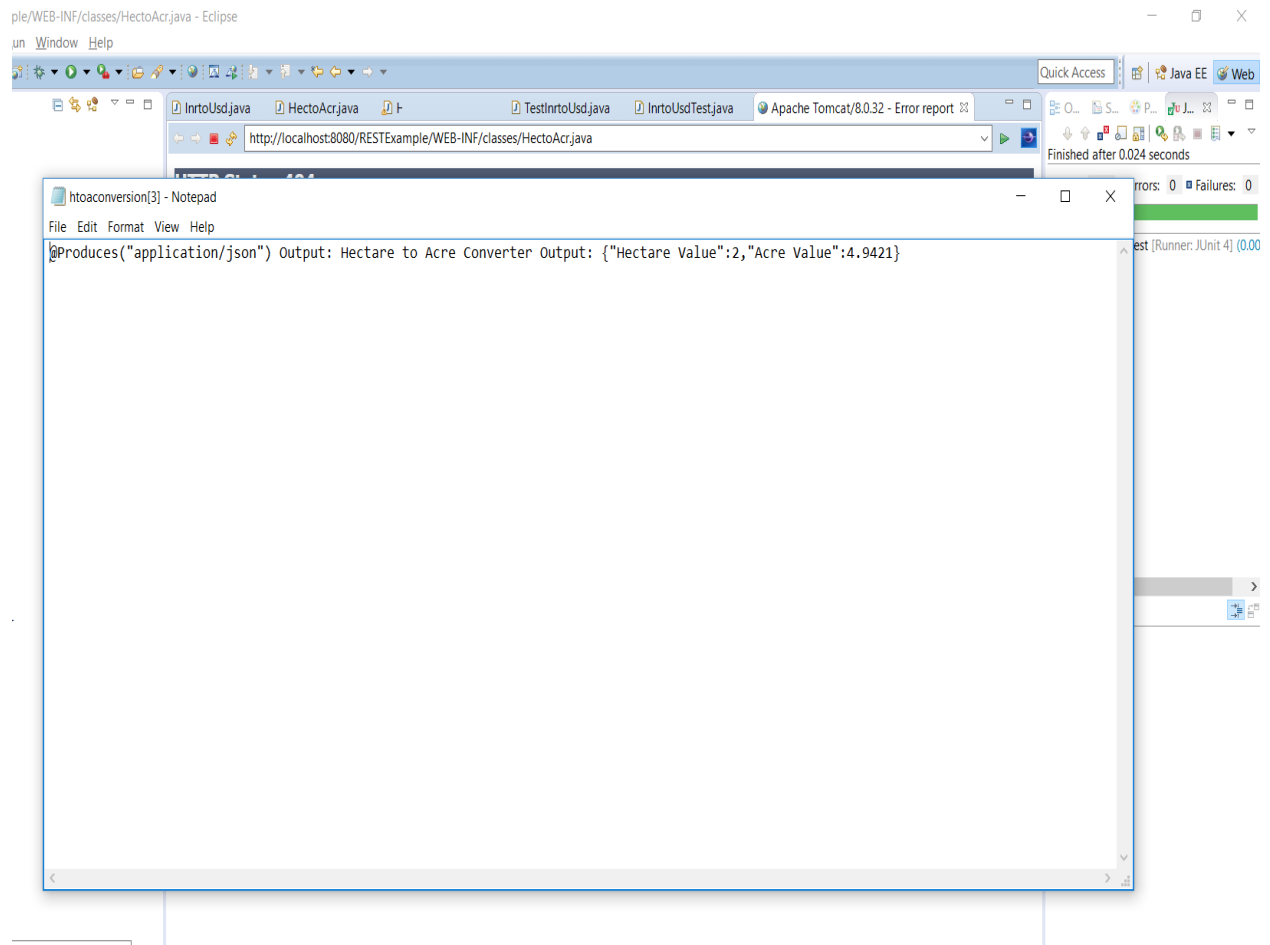 ple/WEB-INF/classes/HectoAcr.java - Eclipse
un Window Help
Quick Access Java EE Web
InrtoUsd.java HectoAcr.java TestInrtoUsd.java InrtoUsdTest.java Apache Tomcat/8.0.32 - Error report O... S... P... J...
http://localhost:8080/RESTExample/WEB-INF/classes/HectoAcr.java
Finished after 0.024 seconds
rrors: 0 Failures: 0
est [Runner: JUnit 4] (0.00
htoaconversion[3] - Notepad
File Edit Format View Help
@Produces("application/json") Output: Hectare to Acre Converter Output: {"Hectare Value":2,"Acre Value":4.9421}